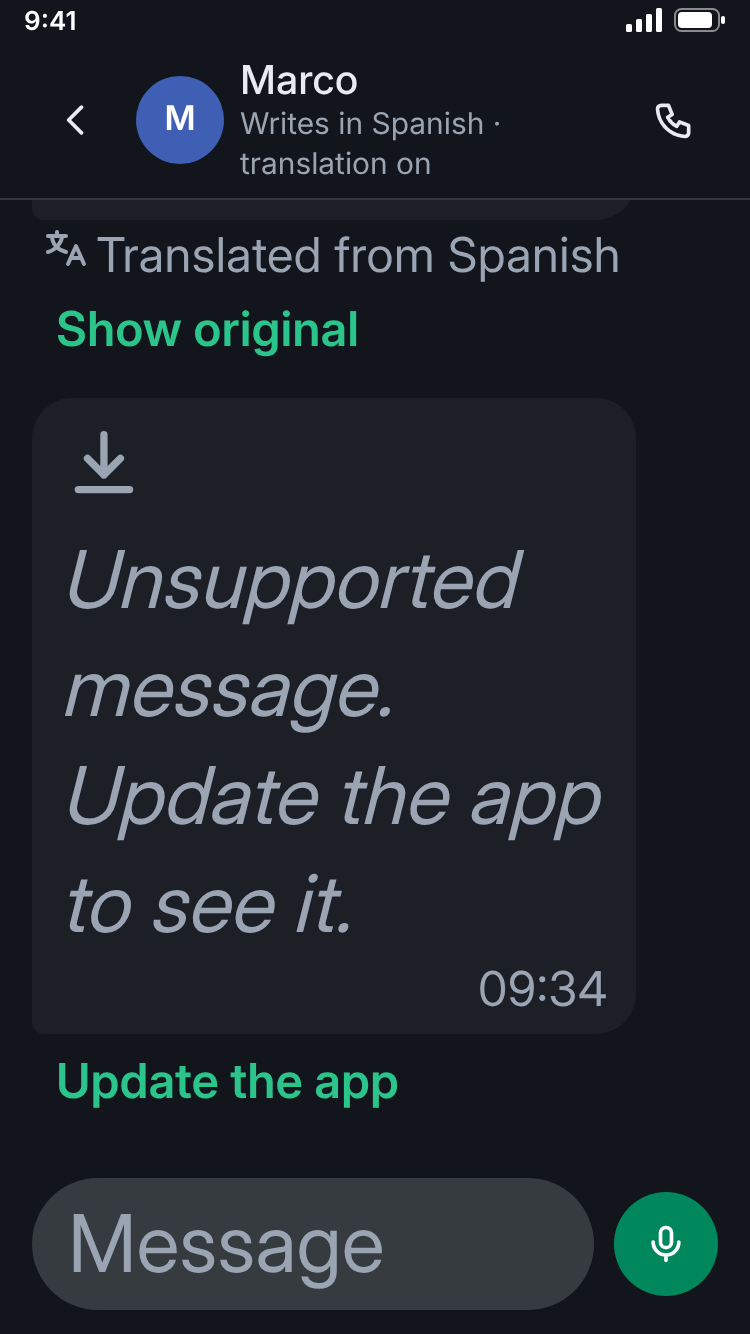 9:41
Marco
M
Writes in Spanish ·
translation on
Translated from Spanish
Show original
Unsupported
message.
Update the app
to see it.
09:34
Update the app
Message